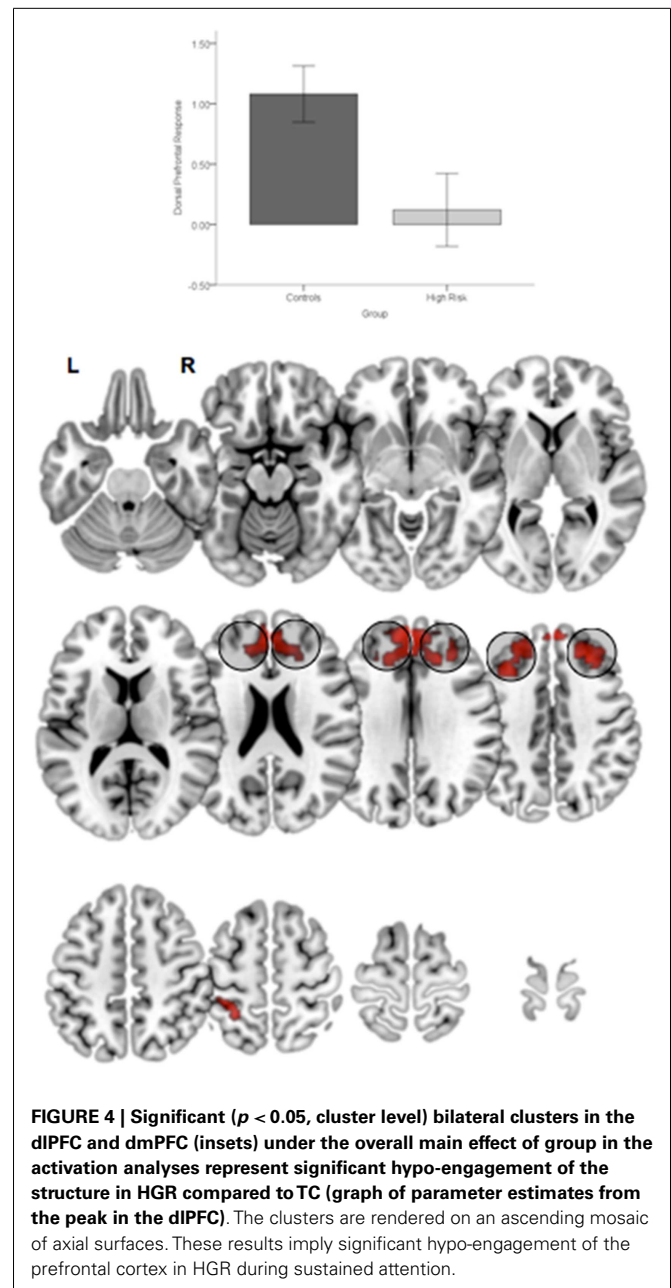 1.50
1.00
0.50
0.00
-0.50
Dorsal Prefrontal Response
Controls
High Risk
Group
L
R
FIGURE 4 | Significant (p < 0.05, cluster level) bilateral clusters in the
dlPFC and dmPFC (insets) under the overall main effect of group in the
activation analyses represent significant hypo-engagement of the
structure in HGR compared to TC (graph of parameter estimates from
the peak in the dlPFC). The clusters are rendered on an ascending mosaic
of axial surfaces. These results imply significant hypo-engagement of the
prefrontal cortex in HGR during sustained attention.